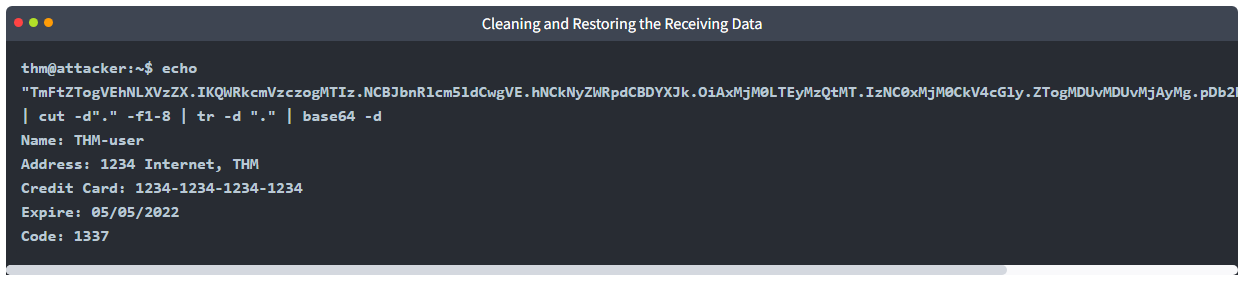 Cleaning and Restoring the Receiving Data
thm@attacker:~$ echo
"TmFtZTogVEhNLXVzZX.IKQWRkcmVzczogMTIz.NCBJbnRlcm5ldCwgVE.hNCkNyZWRpdCBDYXJk.OiAxMjM0LTEyMzQtMT.IzNC0xMjM0CkV4cGly.ZTogMDUvMDUvMjAyMg.pDb2
| cut -d"." -f1-8 | tr -d "." | base64 -d
Name: THM-user
Address: 1234 Internet, THM
Credit Card: 1234-1234-1234-1234
Expire: 05/05/2022
Code: 1337